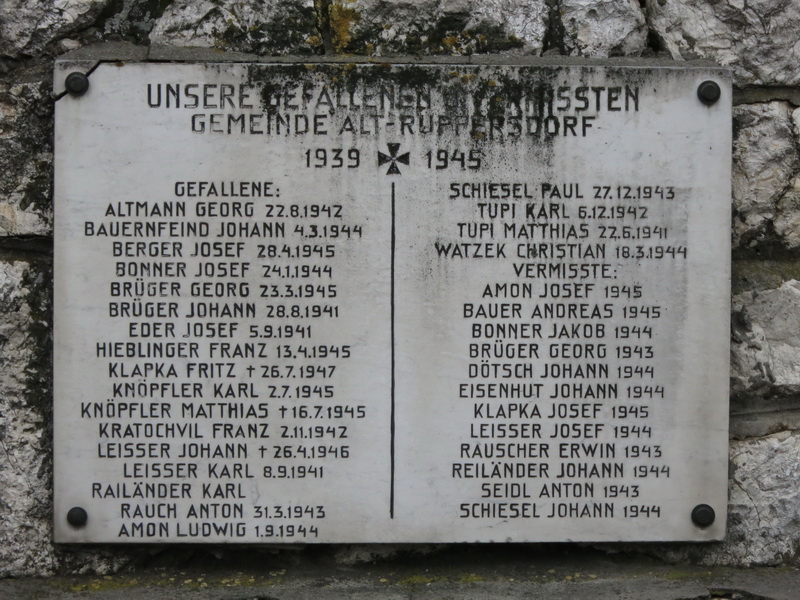 UNSERE GEFALLENEN U. VERMISSTEN
GEMEINDE ALT-RUPPERSDORF
1939 1945
GEFALLENE:
ALTMANN GEORG 22.8.1942
BAUERNFEIND JOHANN 4.3.1944
BERGER JOSEF 28.4.1945
BONNER JOSEF 24.1.1944
BRÜGER GEORG 23.3.1945
BRÜGER JOHANN 28.8.1941
EDER JOSEF 5.9.1941
HIEBLINGER FRANZ 13.4.1945
KLAPKA FRITZ † 26.7.1947
KNÖPFLER KARL 2.7.1945
KNÖPFLER MATTHIAS † 16.7.1945
KRATOCHVIL FRANZ 2.11.1942
LEISSER JOHANN † 26.4.1946
LEISSER KARL 8.9.1941
RAILÄNDER KARL
RAUCH ANTON 31.3.1943
AMON LUDWIG 1.9.1944
SCHIESEL PAUL 27.12.1943
TUPI KARL 6.12.1942
TUPI MATTHIAS 22.6.1941
WATZEK CHRISTIAN 18.3.1944
VERMISSTE:
AMON JOSEF 1945
BAUER ANDREAS 1945
BONNER JAKOB 1944
BRÜGER GEORG 1943
DÖTSCH JOHANN 1944
EISENHUT JOHANN 1944
KLAPKA JOSEF 1945
LEISSER JOSEF 1944
RAUSCHER ERWIN 1943
REILÄNDER JOHANN 1944
SEIDL ANTON 1943
SCHIESEL JOHANN 1944